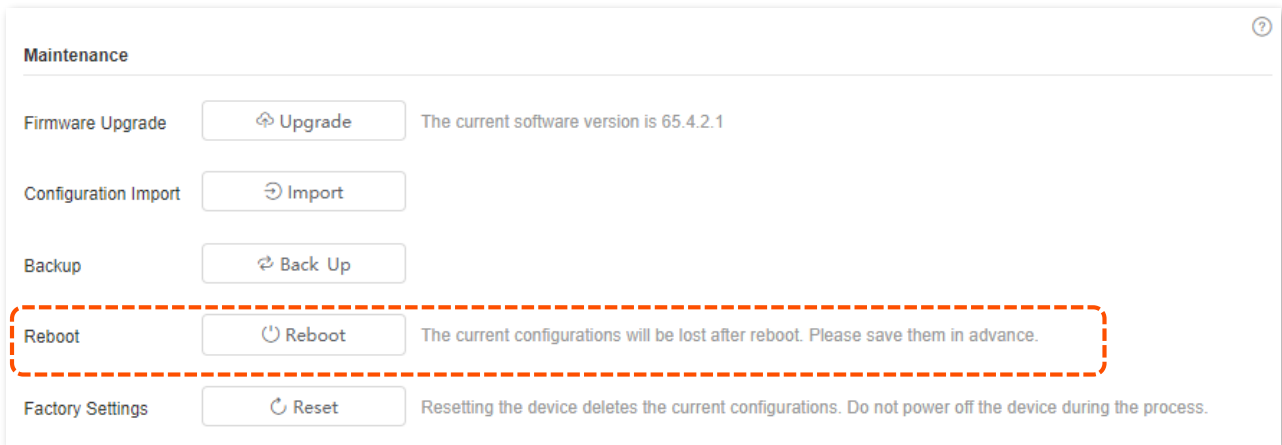 ?
Maintenance
Firmware Upgrade Upgrade The current software version is 65.4.2.1
Configuration Import Import
Backup Back Up
Reboot Reboot The current configurations will be lost after reboot. Please save them in advance.
Factory Settings Reset Resetting the device deletes the current configurations. Do not power off the device during the process.